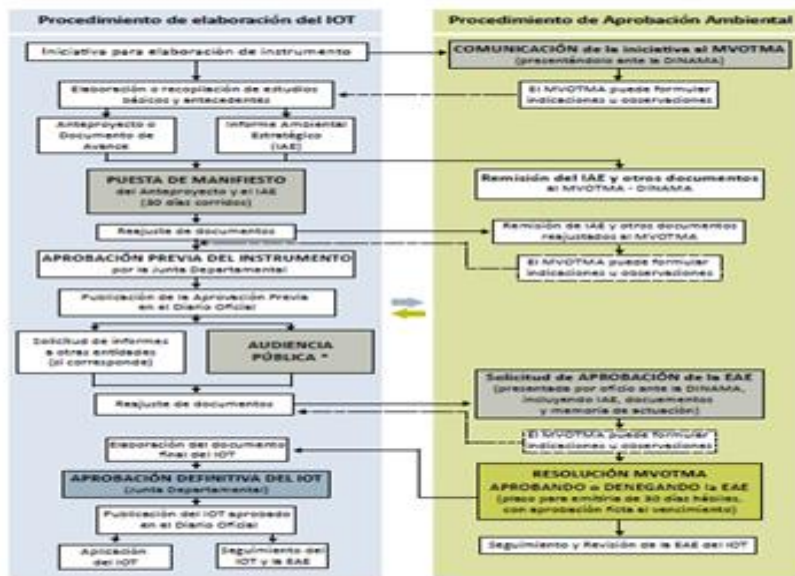 Procedimiento de elaboración del IOT
Iniciativa para elaboración de instrumento
Elaboración o recopilación de estudios
básicos y antecedentes
Anteproyecto o
Documento de
Avance
Informe Ambiental
Estratégico
(IAE)
PUESTA DE MANIFIESTO
del Anteproyecto y el IAE
(30 días corridos)
Reajuste de documentos
APROBACIÓN PREVIA DEL INSTRUMENTO
por la Junta Departamental
Publicación de la Aprovación Previa
en el Diario Oficial
Solicitud de informes
a otras entidades
(si corresponde)
AUDIENCIA
PÚBLICA *
Reajuste de documentos
Elaboración del documento
final del IOT
APROBACIÓN DEFINITIVA DEL IOT
(Junta Departamental)
Publicación del IOT aprobado
en el Diario Oficial
Aplicación
del IOT
Seguimiento del
IOT y la EAE
Procedimiento de Aprobación Ambiental
COMUNICACIÓN de la iniciativa al MVOTMA
(presentándolo ante la DINAMA)
El MVOTMA puede formular
indicaciones u observaciones
Remisión del IAE y otros documentos
al MVOTMA - DINAMA
Remisión de IAE y otros documentos
reajustados al MVOTMA
El MVOTMA puede formular
indicaciones u observaciones
Solicitud de APROBACIÓN de la EAE
(presentada por oficio ante la DINAMA,
incluyendo IAE, docuementos
y memoria de actuación)
El MVOTMA puede formular
indicaciones u observaciones
RESOLUCIÓN MVOTMA
APROBANDO o DENEGANDO la EAE
(plazo para emitirla de 30 días hábiles,
con aprobación ficta al vencimiento)
Seguimiento y Revisión de la EAE del IOT